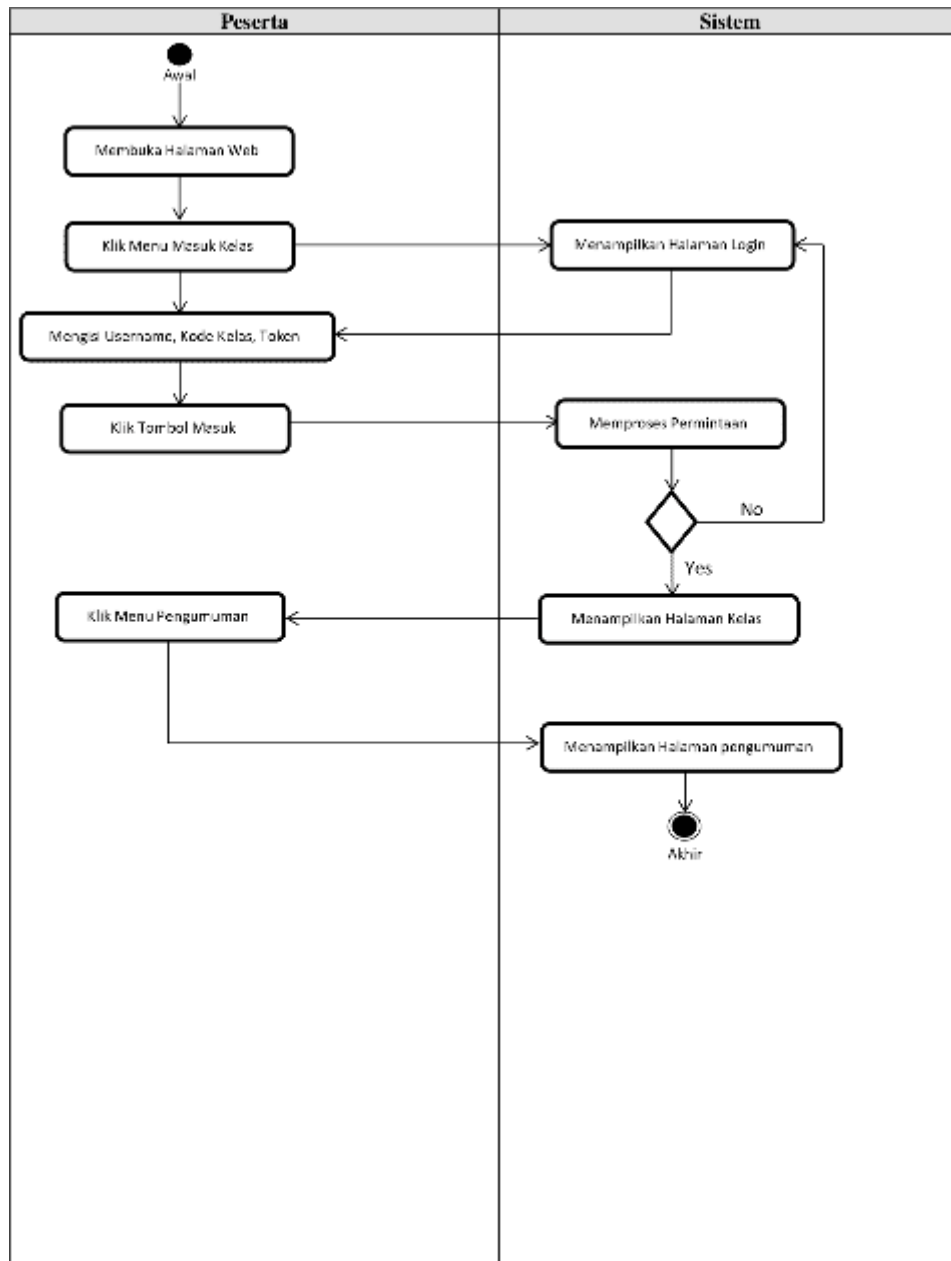 Peserta
Sistem
Awal
Membuka Halaman Web
Klik Menu Masuk Kelas
Menampilkan Halaman Login
Mengisi Username, Kode Kelas, Token
Klik Tombol Masuk
Memproses Permintaan
No
Yes
Klik Menu Pengumuman
Menampilkan Halaman Kelas
Menampilkan Halaman pengumuman
Akhir